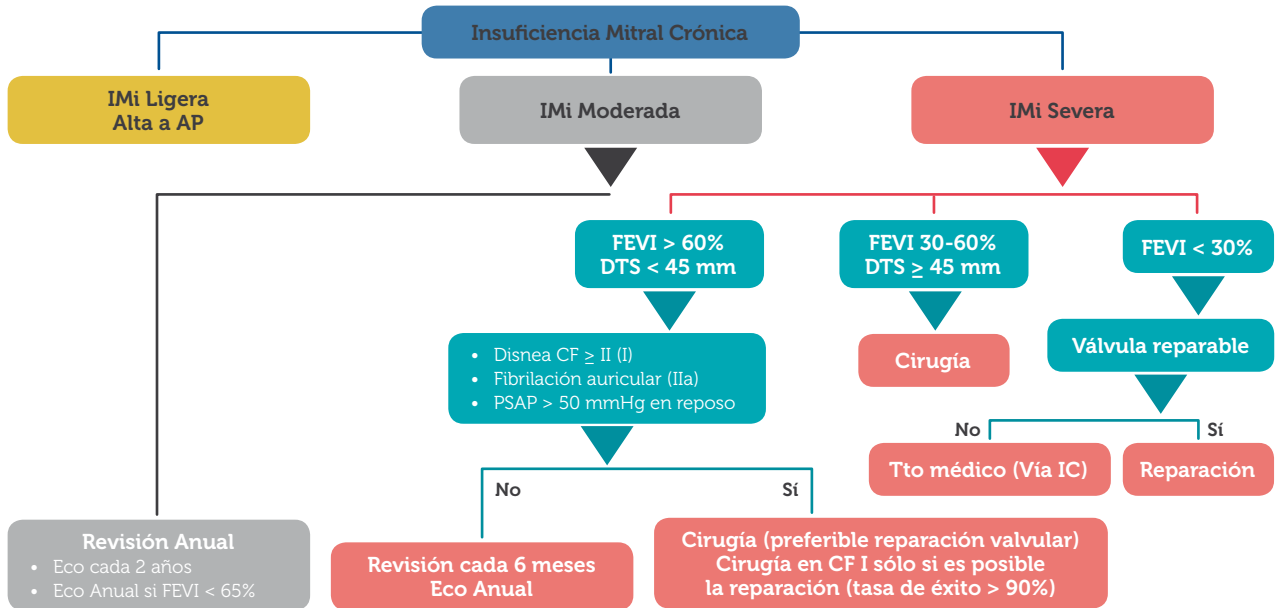 Insuficiencia Mitral Crónica
IMi Ligera
Alta a AP
IMi Moderada
IMi Severa
FEVI > 60%
DTS < 45 mm
FEVI 30-60%
DTS ≥ 45 mm
FEVI < 30%
• Disnea CF ≥ II (I)
• Fibrilación auricular (IIa)
• PSAP > 50 mmHg en reposo
Cirugía
Válvula reparable
No
Sí
Tto médico (Vía IC)
Reparación
No
Sí
Revisión Anual
• Eco cada 2 años
• Eco Anual si FEVI < 65%
Revisión cada 6 meses
Eco Anual
Cirugía (preferible reparación valvular)
Cirugía en CF I sólo si es posible
la reparación (tasa de éxito > 90%)